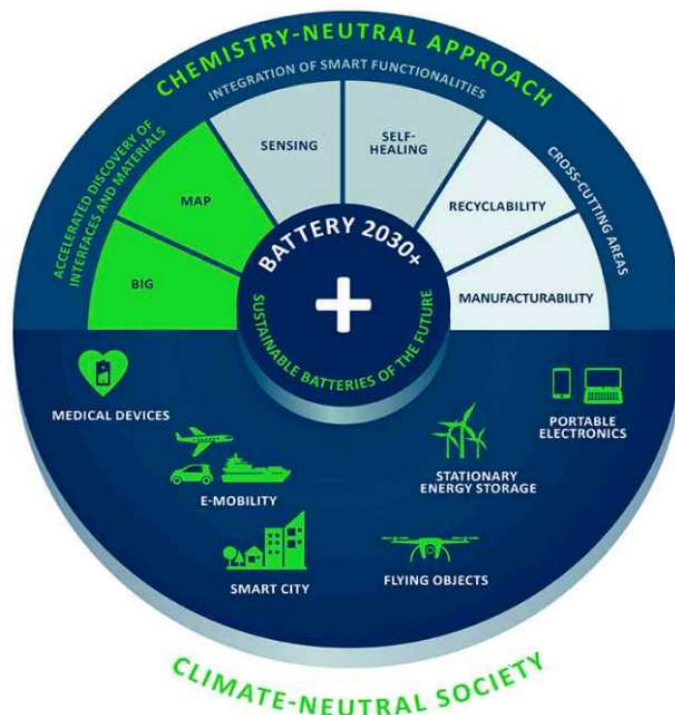 CHEMISTRY-NEUTRAL APPROACH
INTEGRATION OF SMART FUNCTIONALITIES
ACCELERATED DISCOVERY OF
INTERFACES AND MATERIALS
CROSS-CUTTING AREAS
BIG
MAP
SENSING
SELF-
HEALING
RECYCLABILITY
MANUFACTURABILITY
BATTERY 2030+
+
SUSTAINABLE BATTERIES OF THE FUTURE
MEDICAL DEVICES
E-MOBILITY
SMART CITY
FLYING OBJECTS
STATIONARY
ENERGY STORAGE
PORTABLE
ELECTRONICS
CLIMATE-NEUTRAL SOCIETY